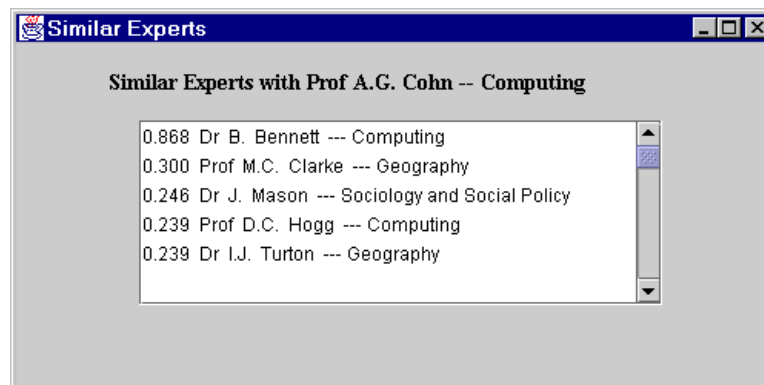 Similar Experts
Similar Experts with Prof A.G. Cohn -- Computing
0.868 Dr B. Bennett --- Computing
0.300 Prof M.C. Clarke --- Geography
0.246 Dr J. Mason --- Sociology and Social Policy
0.239 Prof D.C. Hogg --- Computing
0.239 Dr I.J. Turton --- Geography